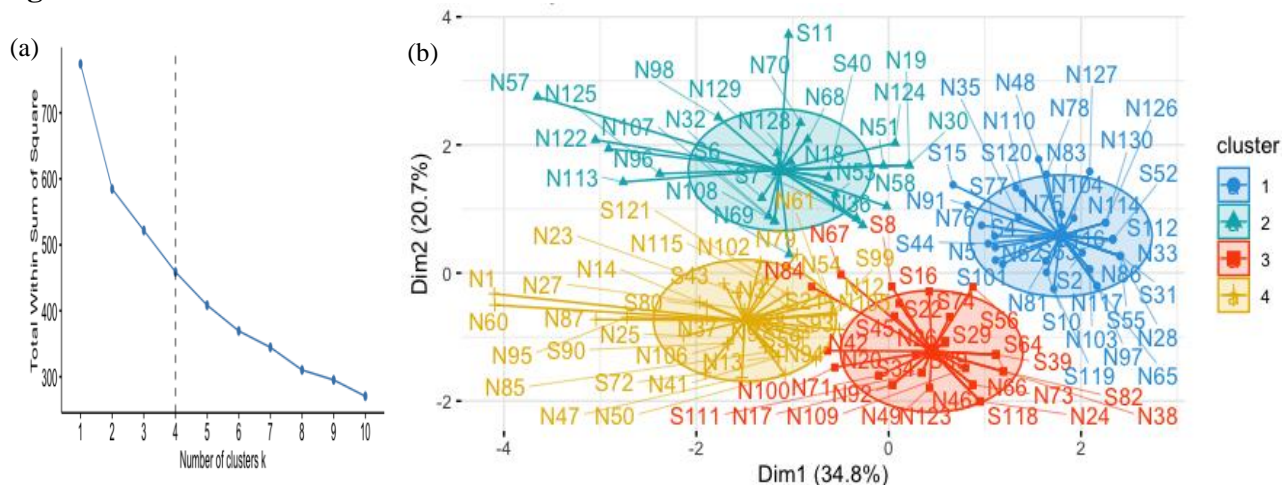 (a)
Total Within Sum of Square
700
600
500
400
300
1 2 3 4 5 6 7 8 9 10
Number of clusters k
(b)
Dim2 (20.7%)
4
2
0
-2
-4 -2 0 2
Dim1 (34.8%)
S11
N19
N70 S40
N98
N127
N57
N129
N35 N48
N125 N68 N124
N78 N126
N107 N32 N128 N51 N30 N110 N130
N122
S6 S15 S120 N83 S52
N96 N18
S7 N53 S77 N104
N113 N108 N58 N91 N75 N114
N69 N36 N76 S4 S112
S121 N61 S8
N23 N115 N102 N79 N67 S44 N5 N62 N33
N14 S43 N84 N54 S99 S16 S101 S2 N86
N1 N27 S80 N12 N81 N117 S31
N60 N87 N37 S45 S22 S74 S56 S10 S55
N25 S29 N103 N28
N95 S90 N106 N42 S64 N97
N13 N94 N20 S39 S119 N65
N85 S72 N41 N100 N71 S34 N66 S82
N92 N46 N73
N47 N50 S111 N17 N109 N49 N123 S118 N24 N38
cluster
1
2
3
4